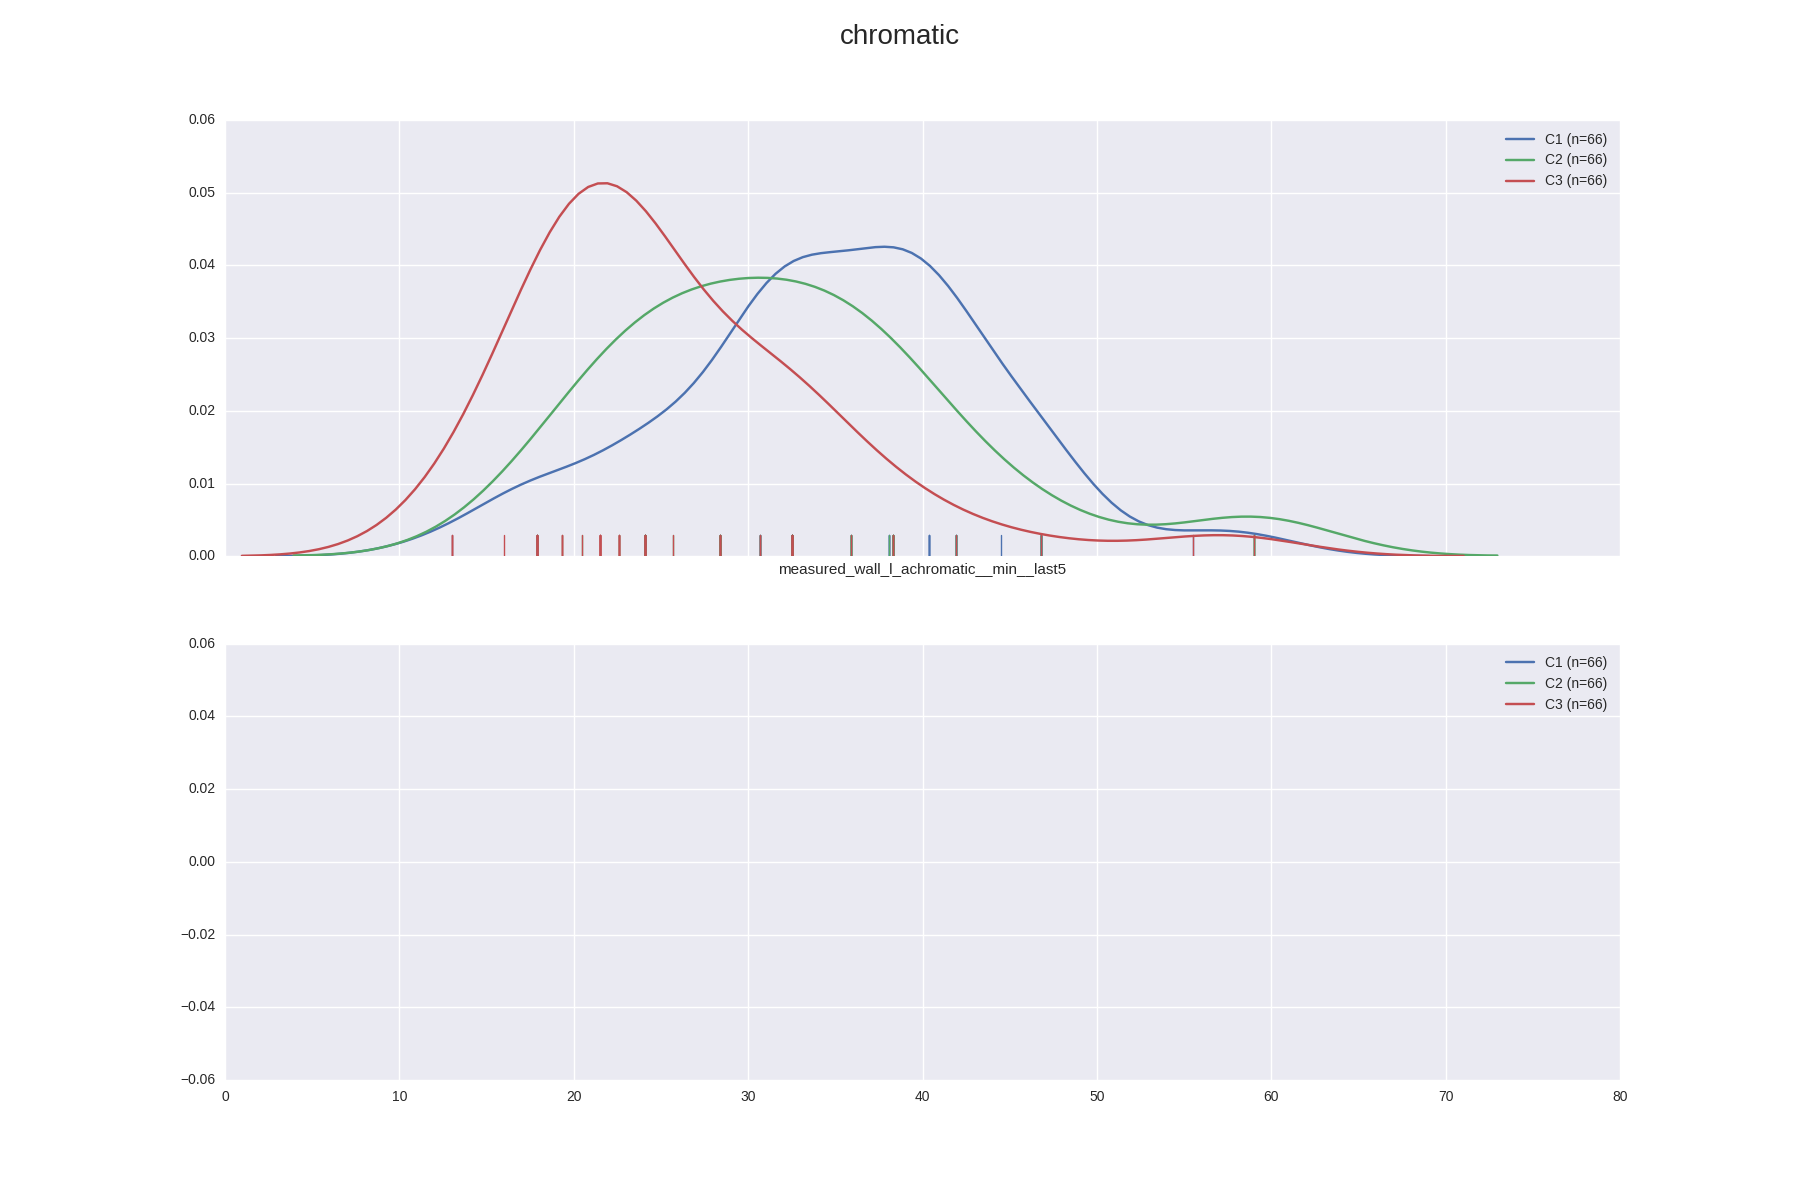 chromatic
0.06
0.05
0.04
0.03
0.02
0.01
0.00
C1 (n=66)
C2 (n=66)
C3 (n=66)
measured_wall_l_achromatic__min__last5
0.06
0.04
0.02
0.00
−0.02
−0.04
−0.06
C1 (n=66)
C2 (n=66)
C3 (n=66)
0 10 20 30 40 50 60 70 80